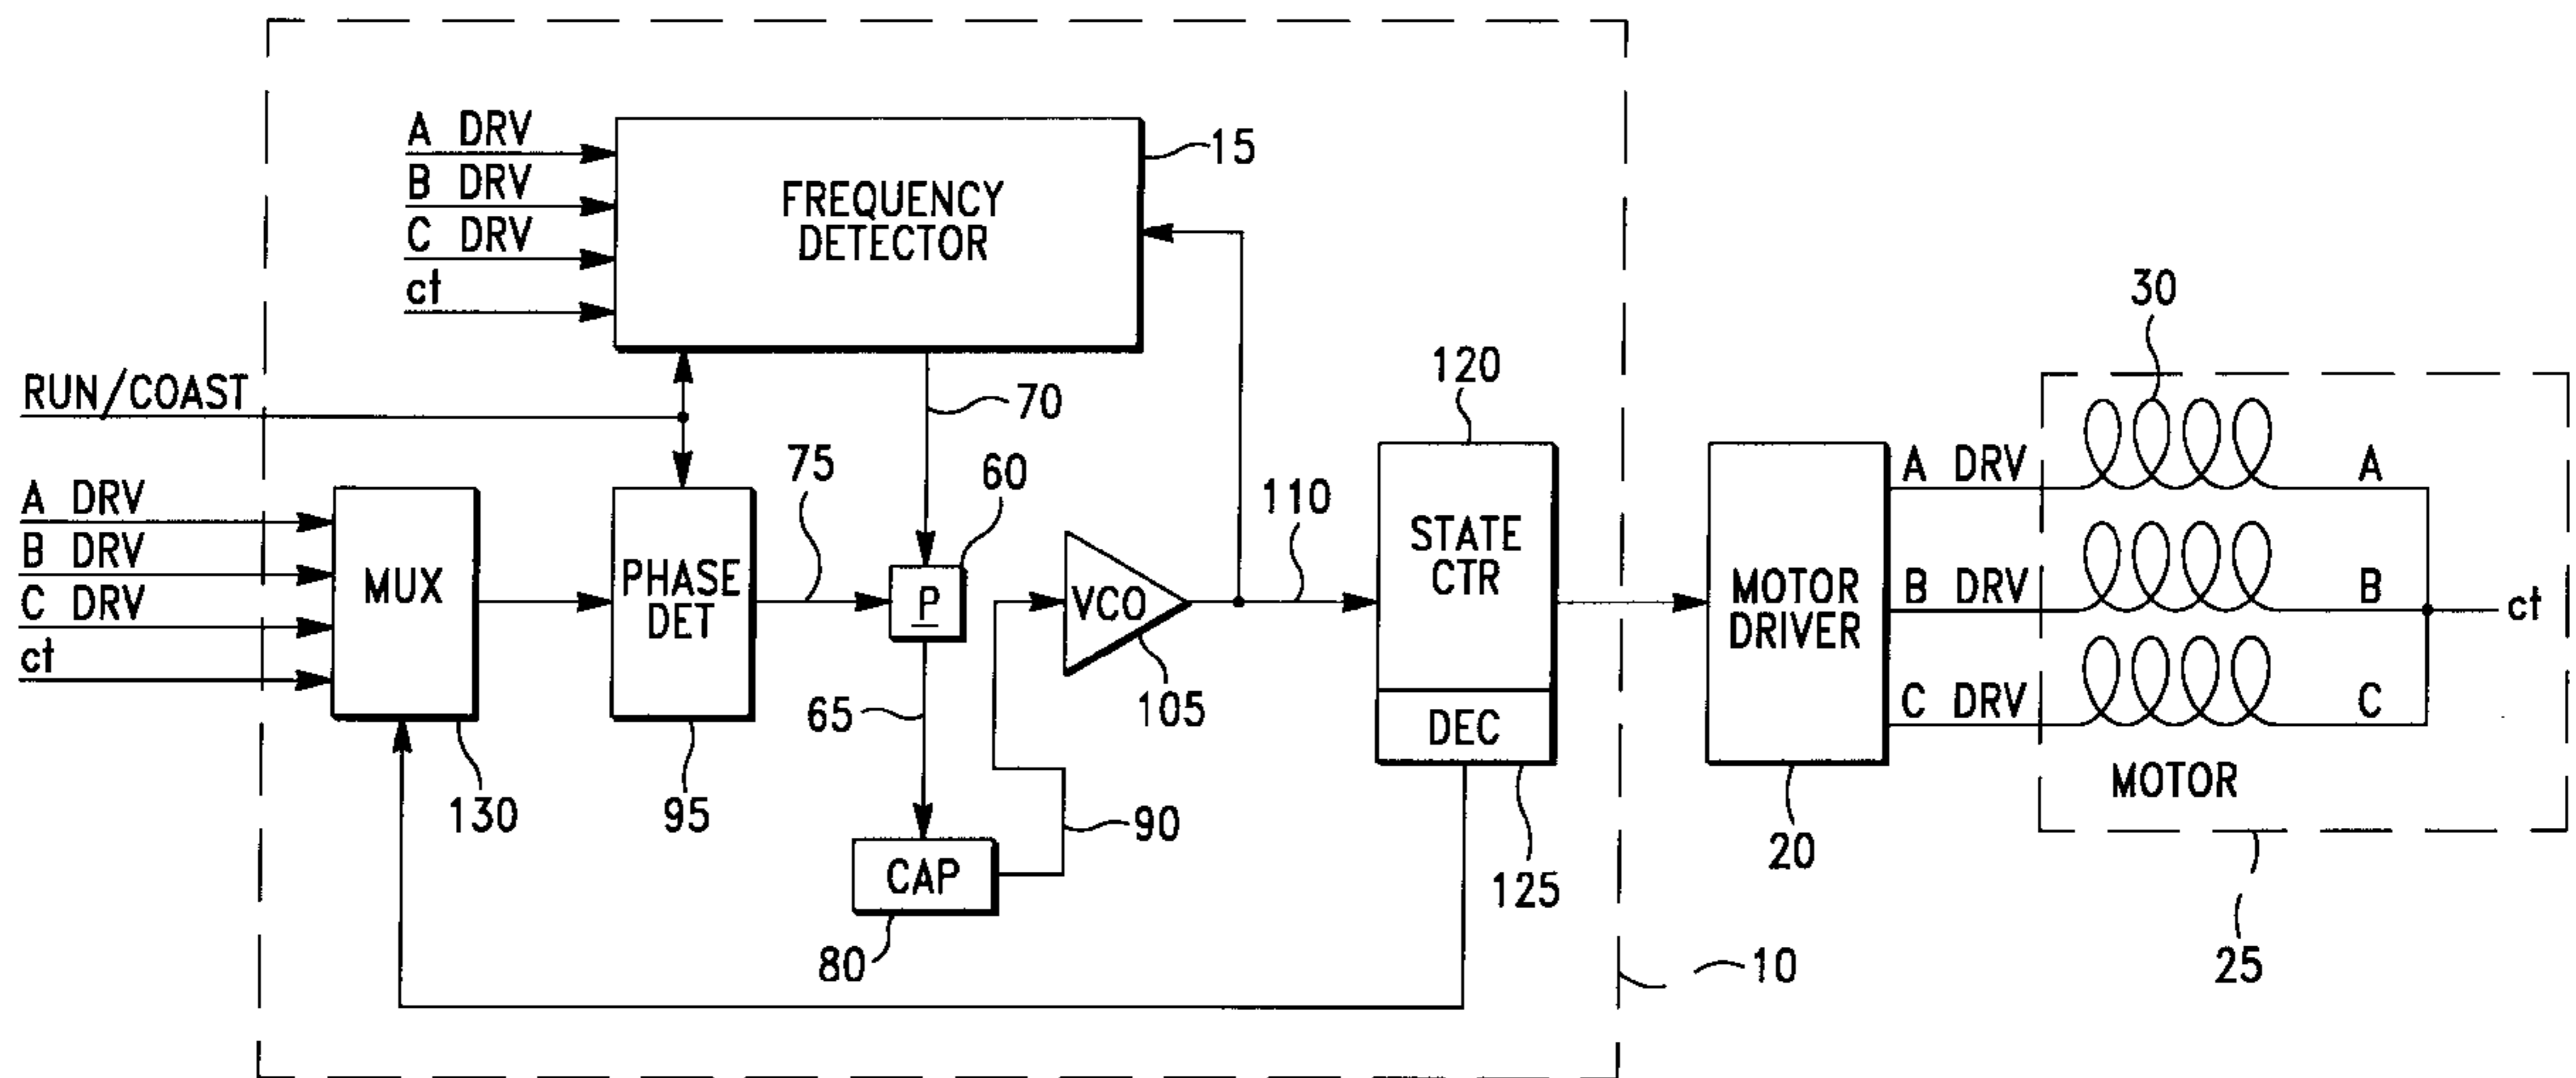 A DRV
B DRV
C DRV
ct
FREQUENCY
DETECTOR
15
30
RUN/COAST
70
120
A DRV
B DRV
C DRV
ct
MUX
130
PHASE
DET
95
75
60
P
65
CAP
80
90
VCO
105
110
STATE
CTR
DEC
125
10
MOTOR
DRIVER
20
A DRV
B DRV
C DRV
A
B
C
ct
MOTOR
25